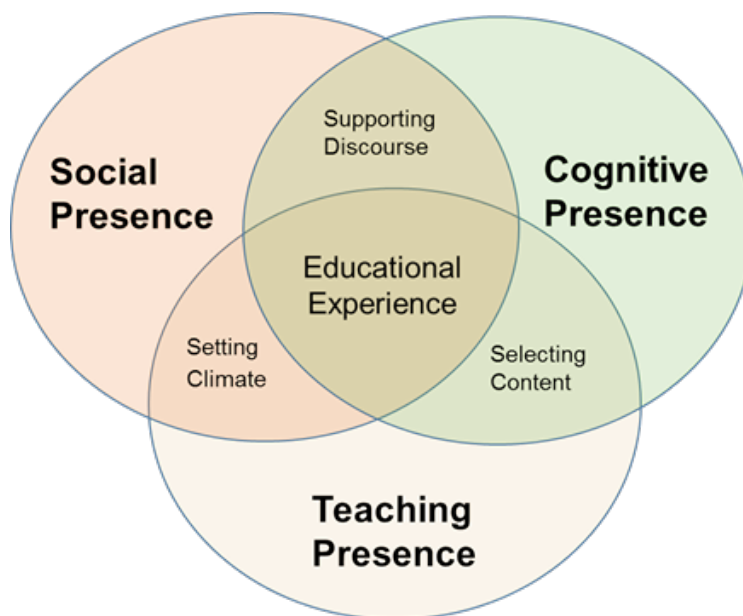 Supporting
Discourse
Social
Presence
Cognitive
Presence
Educational
Experience
Setting
Climate
Selecting
Content
Teaching
Presence